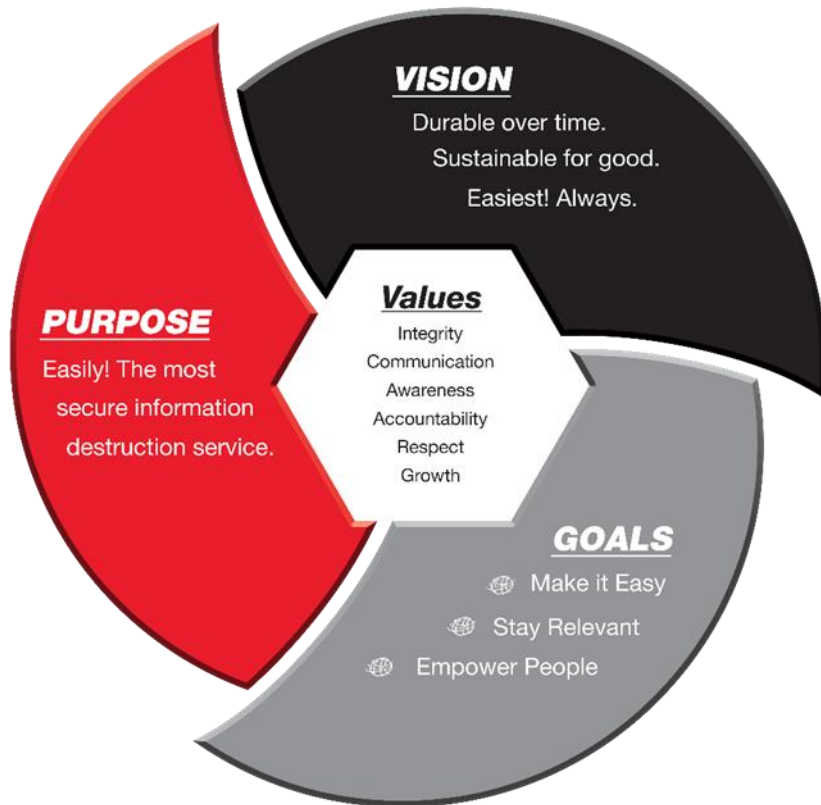 VISION
Durable over time.
Sustainable for good.
Easiest! Always.
PURPOSE
Easily! The most
secure information
destruction service.
Values
Integrity
Communication
Awareness
Accountability
Respect
Growth
GOALS
Make it Easy
Stay Relevant
Empower People